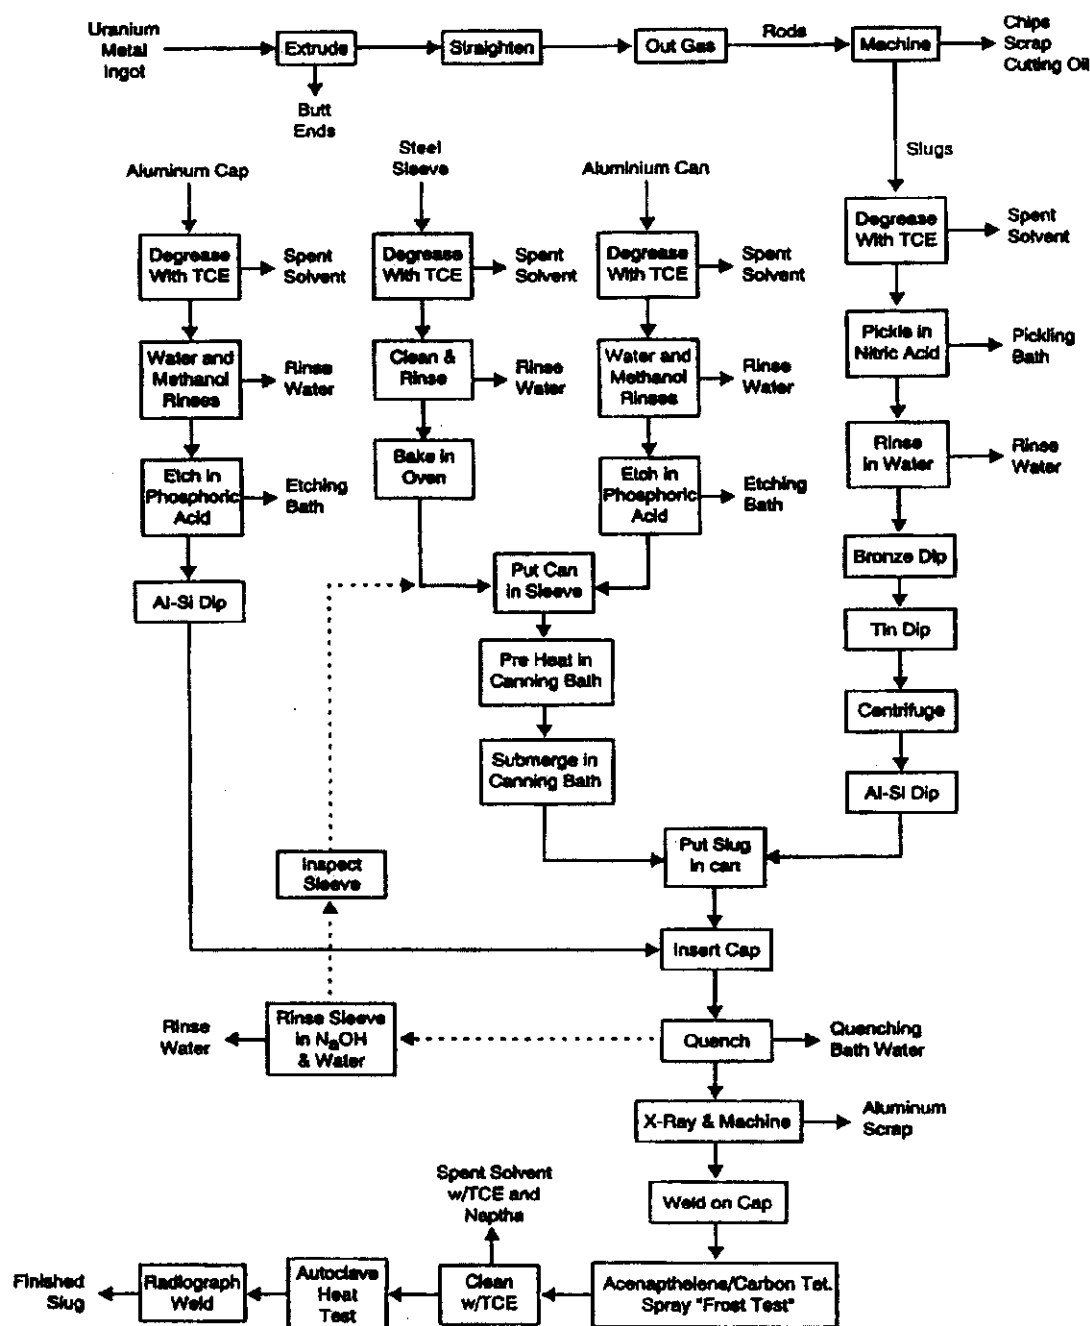 Uranium
Metal
Ingot
Extrude
Straighten
Out Gas
Rods
Machine
Chips
Scrap
Cutting Oil
Butt
Ends
Slugs
Aluminum Cap
Steel
Sleeve
Aluminium Can
Degrease
With TCE
Spent
Solvent
Degrease
With TCE
Spent
Solvent
Degrease
With TCE
Spent
Solvent
Degrease
With TCE
Spent
Solvent
Water and
Methanol
Rinses
Rinse
Water
Clean &
Rinse
Rinse
Water
Water and
Methanol
Rinses
Rinse
Water
Pickle in
Nitric Acid
Pickling
Bath
Etch in
Phosphoric
Acid
Etching
Bath
Bake in
Oven
Etch in
Phosphoric
Acid
Etching
Bath
Rinse
in Water
Rinse
Water
Al-Si Dip
Put Can
in Sleeve
Bronze Dip
Tin Dip
Pre Heat in
Canning Bath
Centrifuge
Submerge in
Canning Bath
Al-Si Dip
Put Slug
in can
Inspect
Sleeve
Insert Cap
Rinse
Water
Rinse Sleeve
in NaOH
& Water
Quench
Quenching
Bath Water
X-Ray & Machine
Aluminum
Scrap
Weld on Cap
Spent Solvent
w/TCE and
Naptha
Finished
Slug
Radiograph
Weld
Autoclave
Heat
Test
Clean
w/TCE
Acenapthelene/Carbon Tet.
Spray "Frost Test"